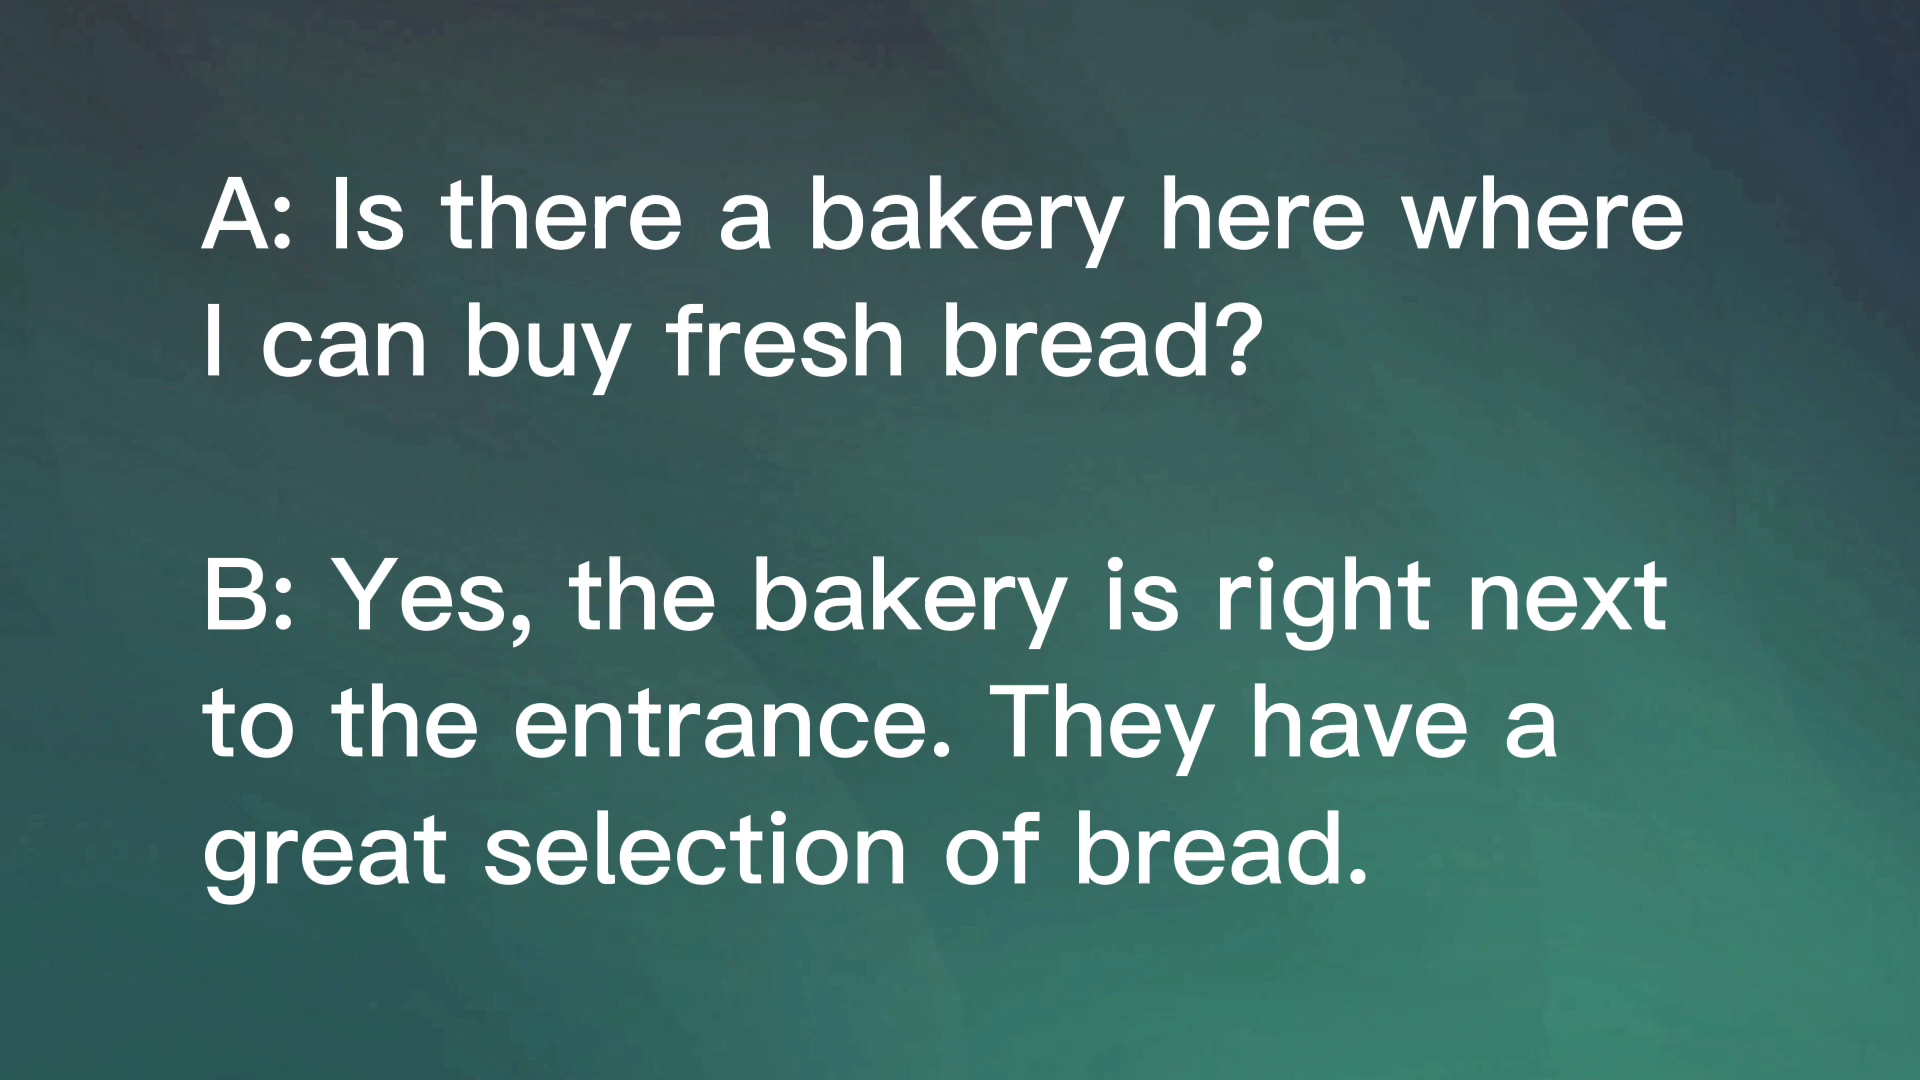 A: Is there a bakery here where
I can buy fresh bread?
B: Yes, the bakery is right next
to the entrance. They have a
great selection of bread.